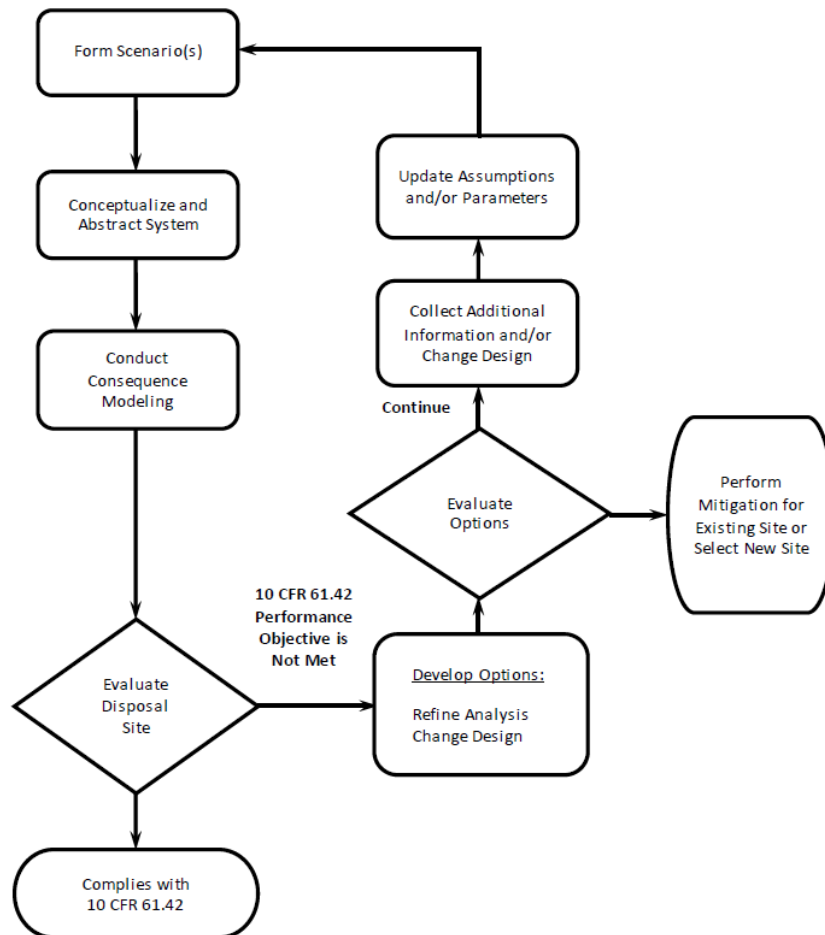 Form Scenario(s)
Conceptualize and
Abstract System
Conduct
Consequence
Modeling
Evaluate
Disposal
Site
Complies with
10 CFR 61.42
10 CFR 61.42
Performance
Objective is
Not Met
Develop Options:
Refine Analysis
Change Design
Evaluate
Options
Continue
Collect Additional
Information and/or
Change Design
Update Assumptions
and/or Parameters
Perform
Mitigation for
Existing Site or
Select New Site